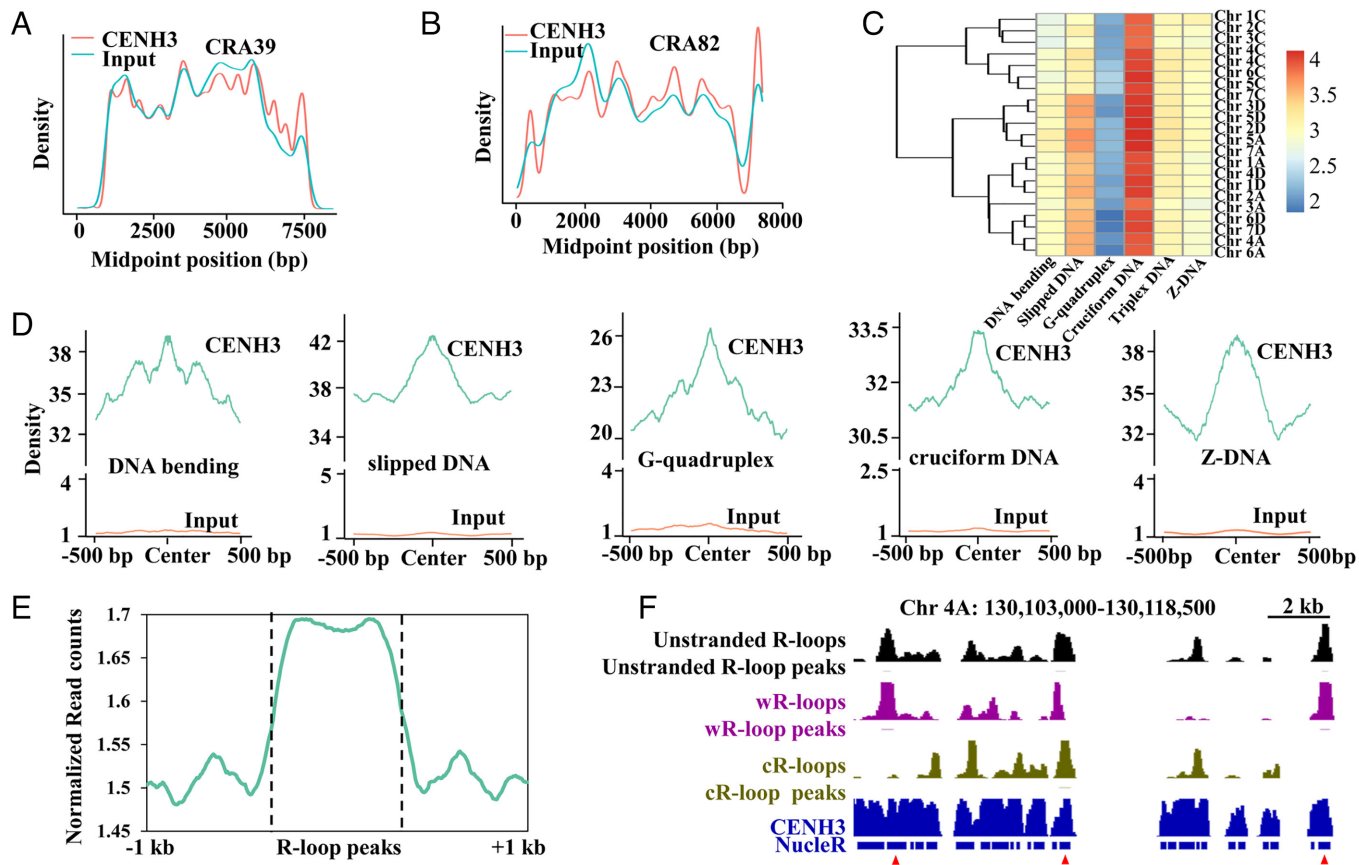 A
CENH3
Input
CRA39
Density
0
2500
5000
7500
Midpoint position (bp)
B
CENH3
Input
CRA82
Density
0
2000
4000
6000
8000
Midpoint position (bp)
C
Chr 1C
Chr 2C
Chr 3C
Chr 4C
Chr 4C
Chr 6C
Chr 5C
Chr 7C
Chr 3D
Chr 5D
Chr 2D
Chr 5A
Chr 7A
Chr 1A
Chr 4D
Chr 1D
Chr 2A
Chr 3A
Chr 6D
Chr 7D
Chr 4A
Chr 6A
4
3.5
3
2.5
2
DNA bending
Slipped DNA
G-quadruplex
Cruciform DNA
Triplex DNA
Z-DNA
D
Density
38
35
32
CENH3
DNA bending
4
1
Input
-500 bp Center 500 bp
42
38
34
CENH3
slipped DNA
5
1
Input
-500 bp Center 500 bp
26
23
20
CENH3
G-quadruplex
4
1
Input
-500 bp Center 500 bp
33.5
32
30.5
CENH3
cruciform DNA
2.5
1
Input
-500 bp Center 500 bp
38
35
32
CENH3
Z-DNA
4
1
Input
-500bp Center 500bp
E
Normalized Read counts
1.7
1.65
1.6
1.55
1.5
1.45
-1 kb R-loop peaks +1 kb
F
Chr 4A: 130,103,000-130,118,500
2 kb
Unstranded R-loops
Unstranded R-loop peaks
wR-loops
wR-loop peaks
cR-loops
cR-loop peaks
CENH3
NucleR